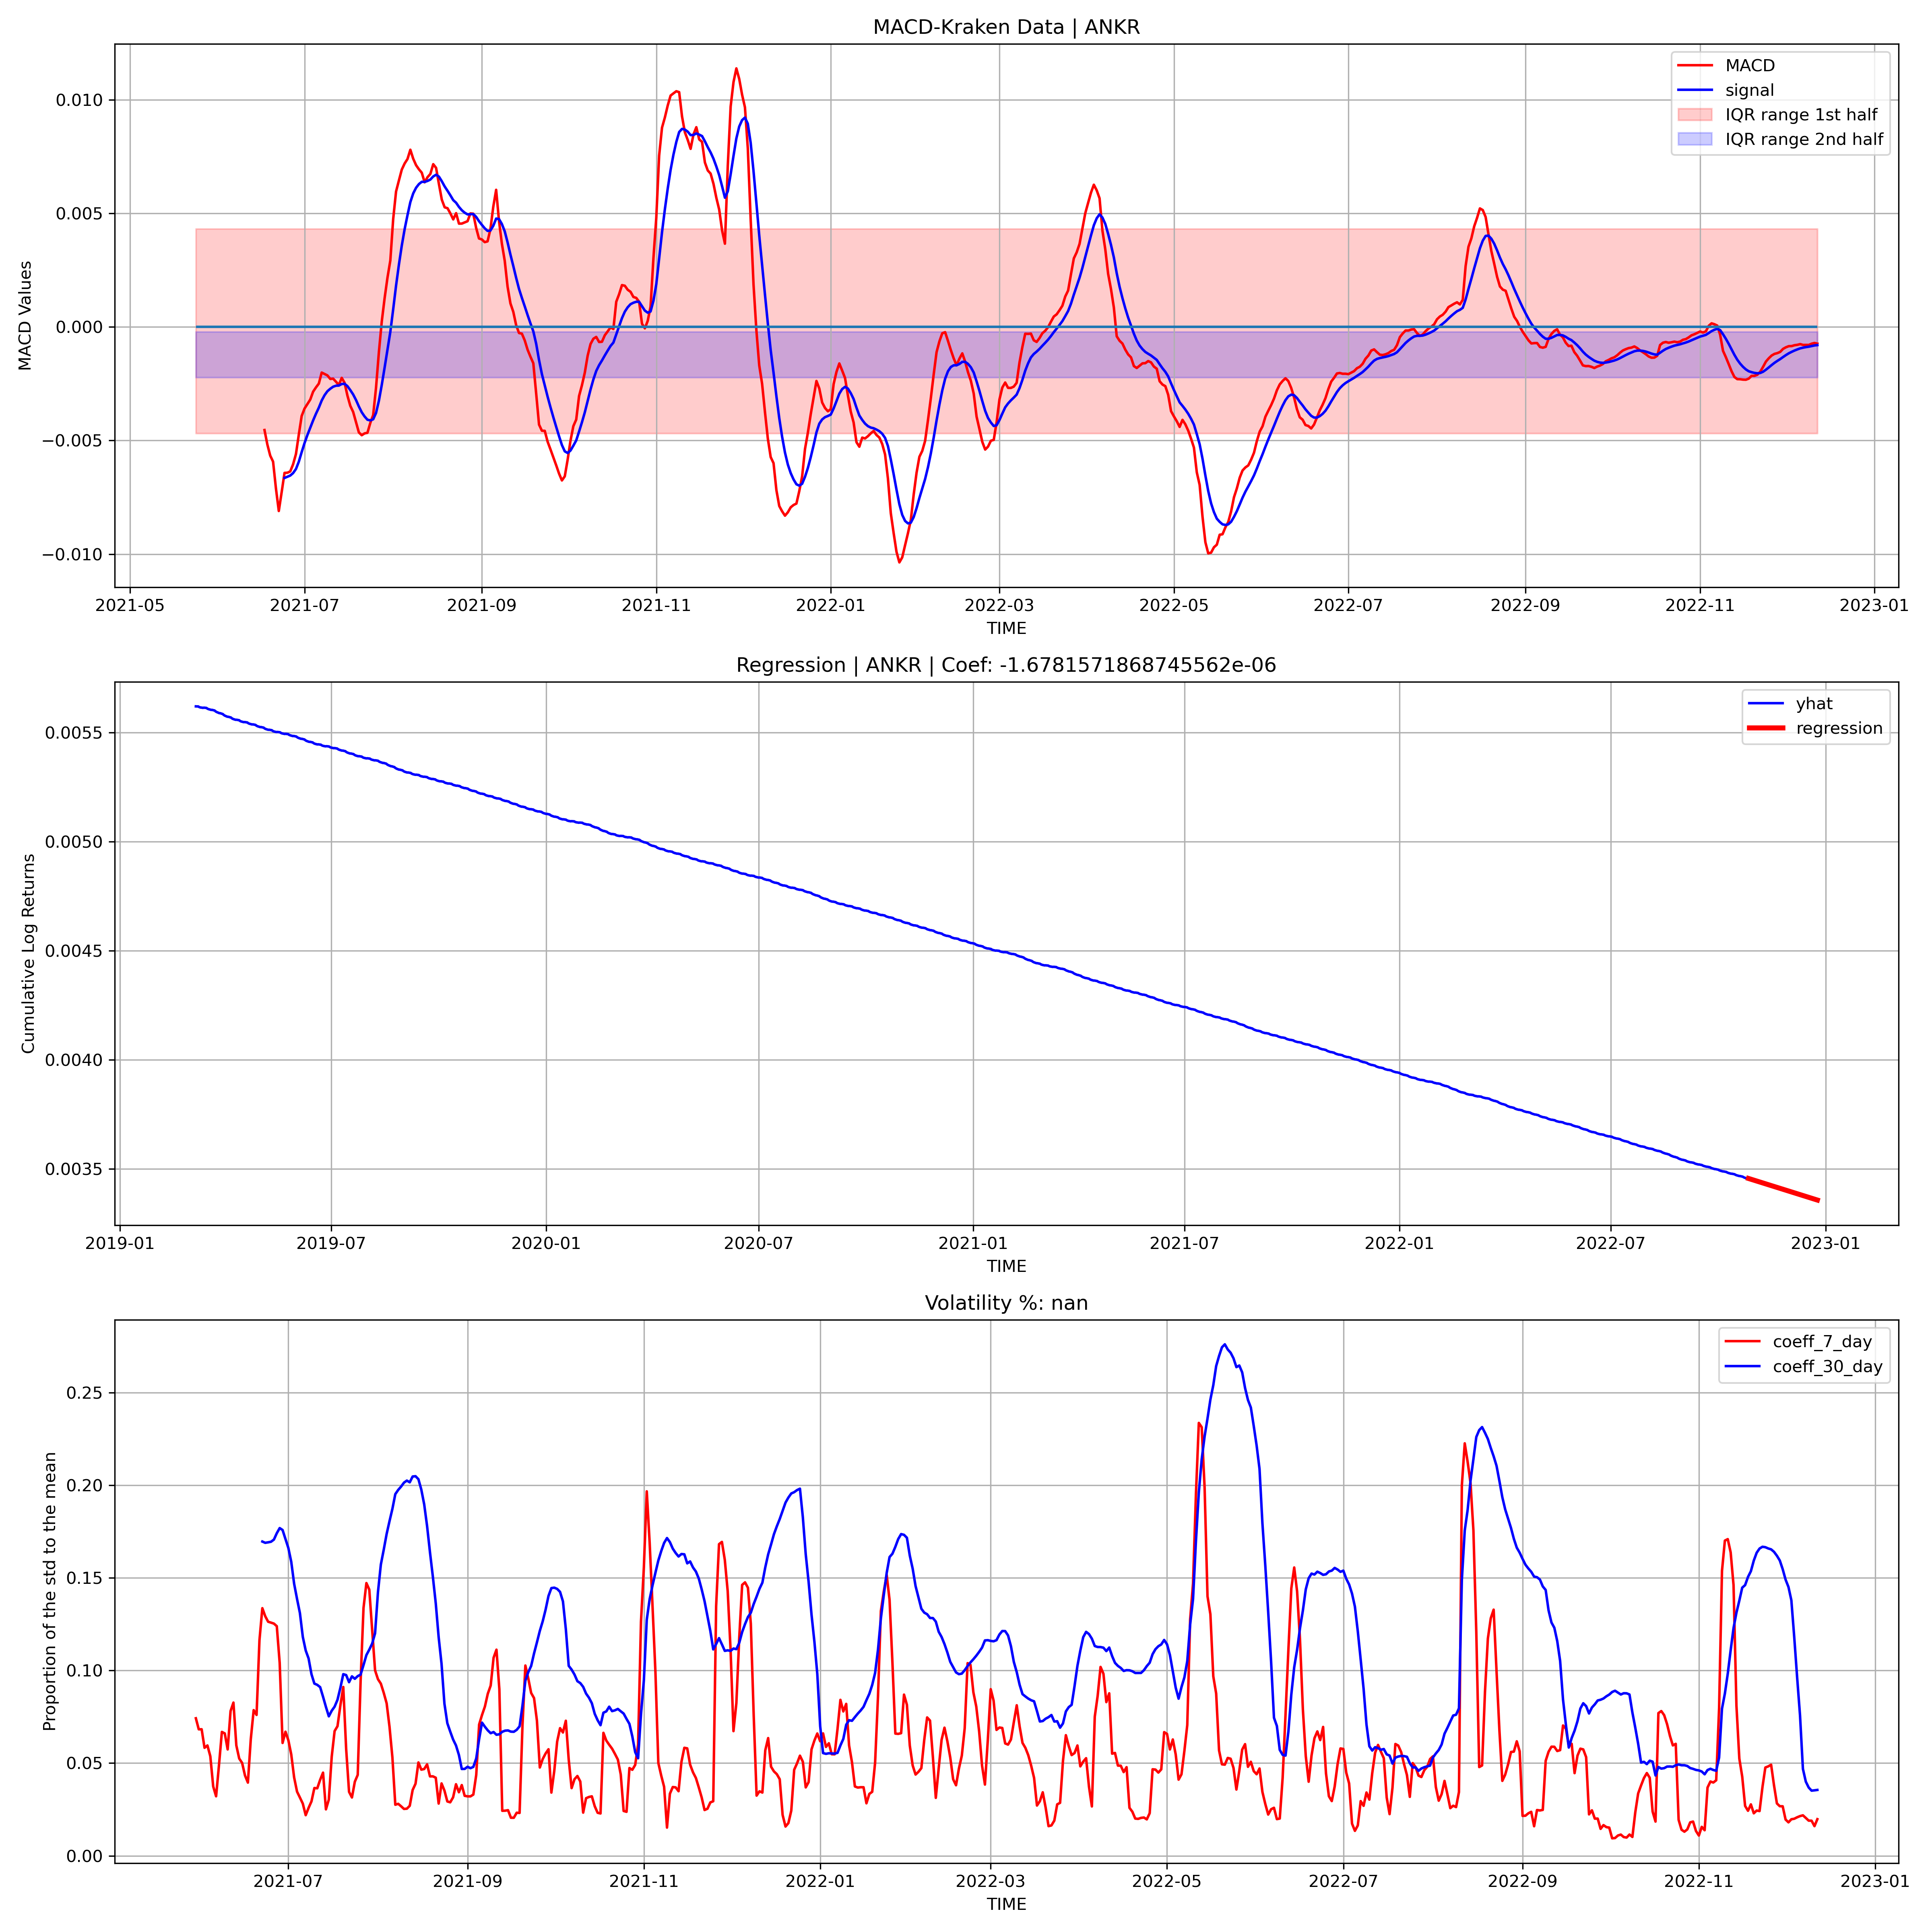 MACD-Kraken Data | ANKR
MACD
signal
IQR range 1st half
IQR range 2nd half
MACD Values
0.010
0.005
0.000
−0.005
−0.010
2021-05 2021-07 2021-09 2021-11 2022-01 2022-03 2022-05 2022-07 2022-09 2022-11 2023-01
TIME
Regression | ANKR | Coef: -1.6781571868745562e-06
yhat
regression
Cumulative Log Returns
0.0055
0.0050
0.0045
0.0040
0.0035
2019-01 2019-07 2020-01 2020-07 2021-01 2021-07 2022-01 2022-07 2023-01
TIME
Volatility %: nan
coeff_7_day
coeff_30_day
Proportion of the std to the mean
0.25
0.20
0.15
0.10
0.05
0.00
2021-07 2021-09 2021-11 2022-01 2022-03 2022-05 2022-07 2022-09 2022-11 2023-01
TIME